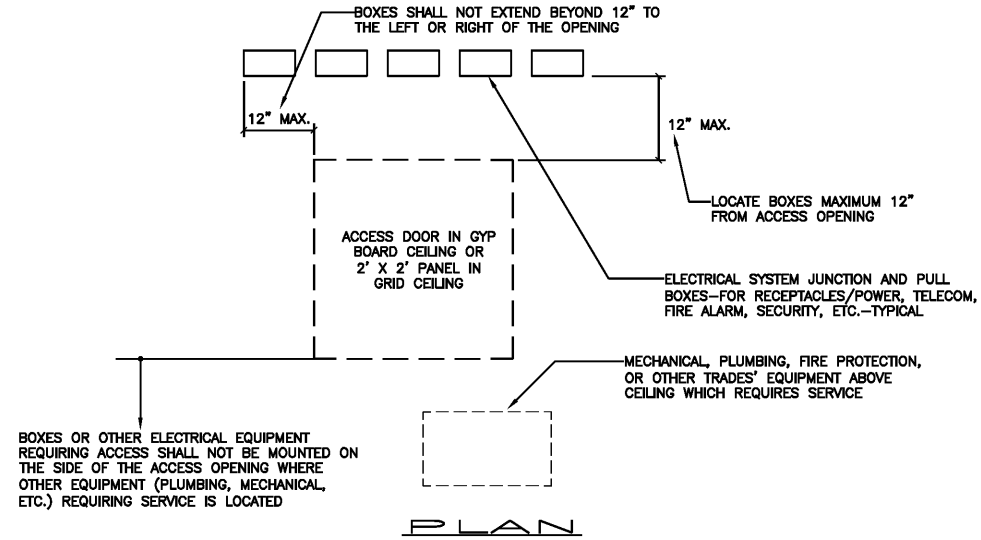 BOXES SHALL NOT EXTEND BEYOND 12" TO
THE LEFT OR RIGHT OF THE OPENING
12" MAX.
12" MAX.
LOCATE BOXES MAXIMUM 12"
FROM ACCESS OPENING
ACCESS DOOR IN GYP
BOARD CEILING OR
2' X 2' PANEL IN
GRID CEILING
ELECTRICAL SYSTEM JUNCTION AND PULL
BOXES-FOR RECEPTACLES/POWER, TELECOM,
FIRE ALARM, SECURITY, ETC.-TYPICAL
MECHANICAL, PLUMBING, FIRE PROTECTION,
OR OTHER TRADES' EQUIPMENT ABOVE
CEILING WHICH REQUIRES SERVICE
BOXES OR OTHER ELECTRICAL EQUIPMENT
REQUIRING ACCESS SHALL NOT BE MOUNTED ON
THE SIDE OF THE ACCESS OPENING WHERE
OTHER EQUIPMENT (PLUMBING, MECHANICAL,
ETC.) REQUIRING SERVICE IS LOCATED
PLAN